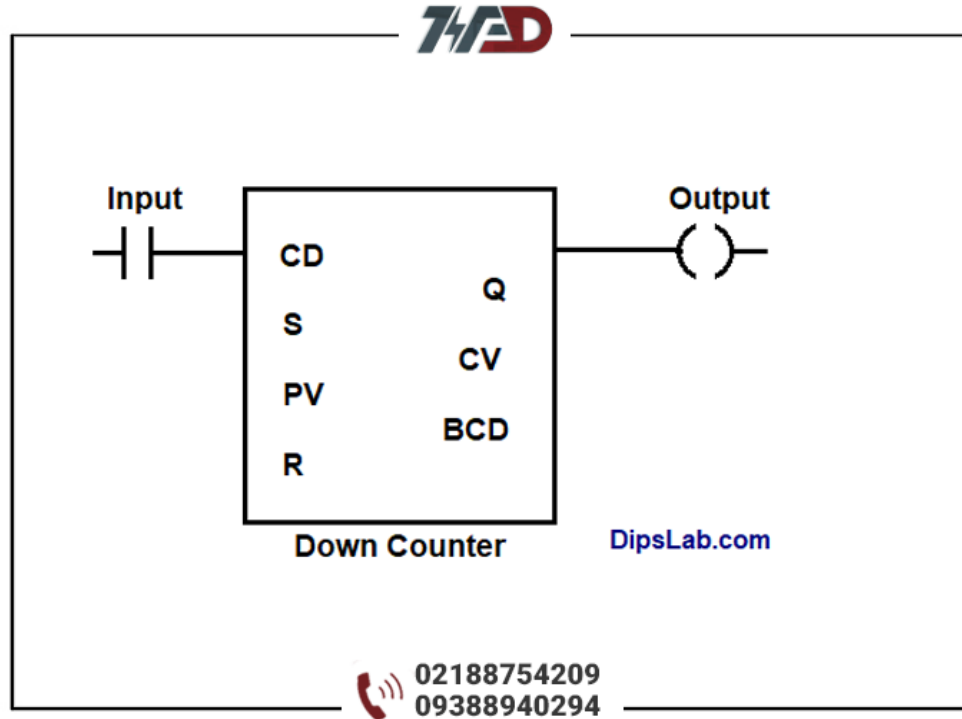 Input
Output
CD
S
PV
R
Q
CV
BCD
Down Counter
DipsLab.com
02188754209
09388940294